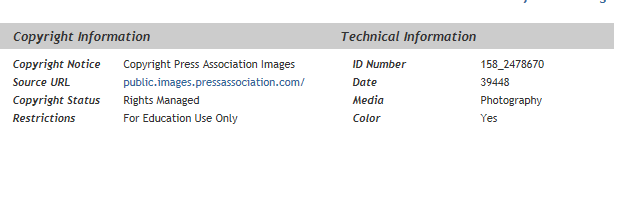 Copyright Information
Copyright Notice Copyright Press Association Images
Source URL public.images.pressassociation.com/
Copyright Status Rights Managed
Restrictions For Education Use Only
Technical Information
ID Number 158_2478670
Date 39448
Media Photography
Color Yes